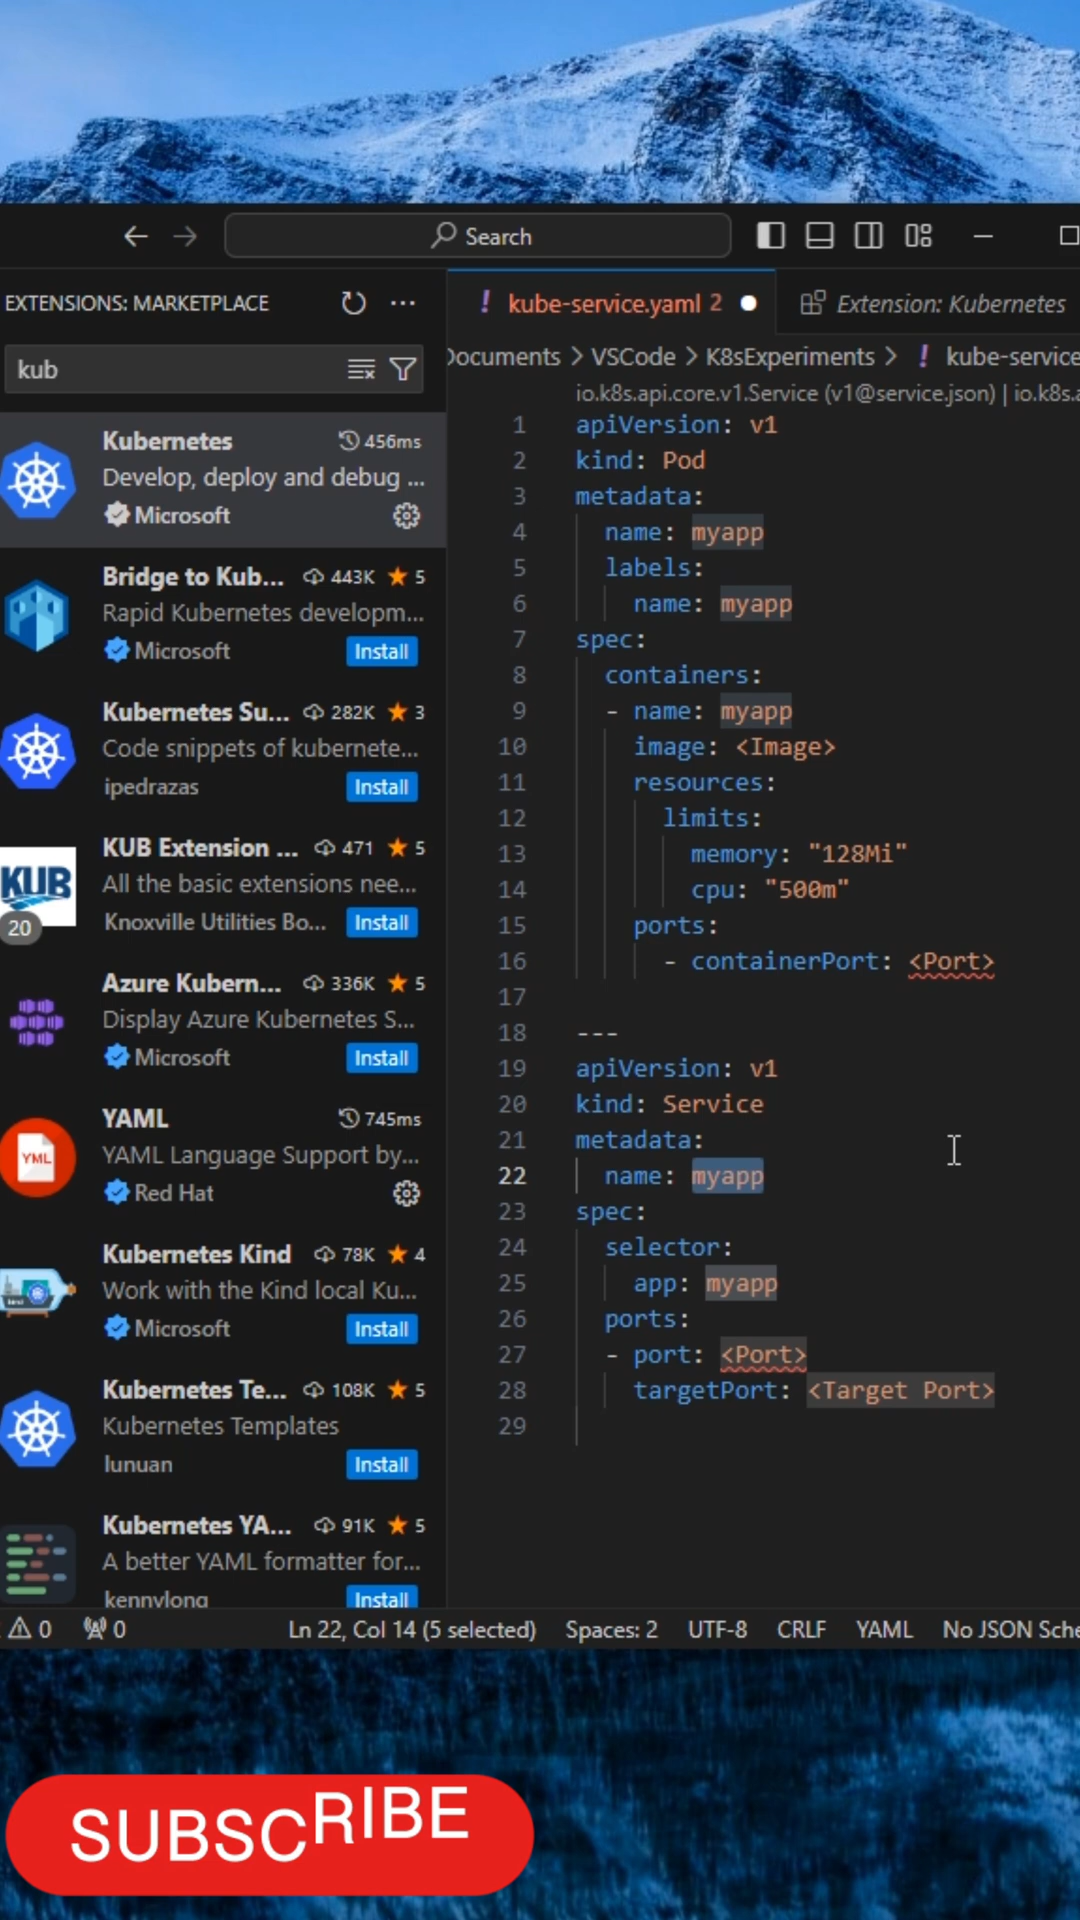 Search
EXTENSIONS: MARKETPLACE
kub
Kubernetes 456ms
Develop, deploy and debug ...
Microsoft
Bridge to Kub... 443K 5
Rapid Kubernetes developm...
Microsoft Install
Kubernetes Su... 282K 3
Code snippets of kubernete...
ipedrazas Install
KUB Extension ... 471 5
All the basic extensions nee...
Knoxville Utilities Bo... Install
KUB
20
Azure Kubern... 336K 5
Display Azure Kubernetes S...
Microsoft Install
YAML 745ms
YAML Language Support by...
Red Hat
YML
Kubernetes Kind 78K 4
Work with the Kind local Ku...
Microsoft Install
Kubernetes Te... 108K 5
Kubernetes Templates
lunuan Install
Kubernetes YA... 91K 5
A better YAML formatter for...
kennylong Install
! kube-service.yaml 2 Extension: Kubernetes
Documents > VSCode > K8sExperiments > ! kube-service
io.k8s.api.core.v1.Service (v1@service.json) | io.k8s.a
1 apiVersion: v1
2 kind: Pod
3 metadata:
4 name: myapp
5 labels:
6 name: myapp
7 spec:
8 containers:
9 - name: myapp
10 image: <Image>
11 resources:
12 limits:
13 memory: "128Mi"
14 cpu: "500m"
15 ports:
16 - containerPort: <Port>
17
18 ---
19 apiVersion: v1
20 kind: Service
21 metadata:
22 name: myapp
23 spec:
24 selector:
25 app: myapp
26 ports:
27 - port: <Port>
28 targetPort: <Target Port>
29
0 0 Ln 22, Col 14 (5 selected) Spaces: 2 UTF-8 CRLF YAML No JSON Sche
SUBSCRIBE